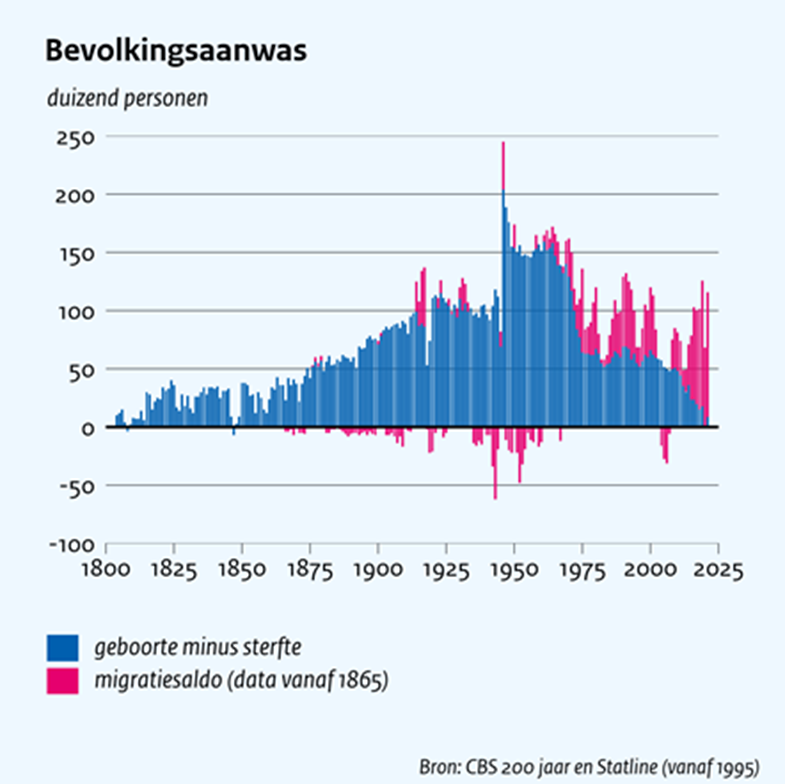 Bevolkingsaanwas
duizend personen
250
200
150
100
50
0
-50
-100
1800 1825 1850 1875 1900 1925 1950 1975 2000 2025
geboorte minus sterfte
migratiesaldo (data vanaf 1865)
Bron: CBS 200 jaar en Statline (vanaf 1995)